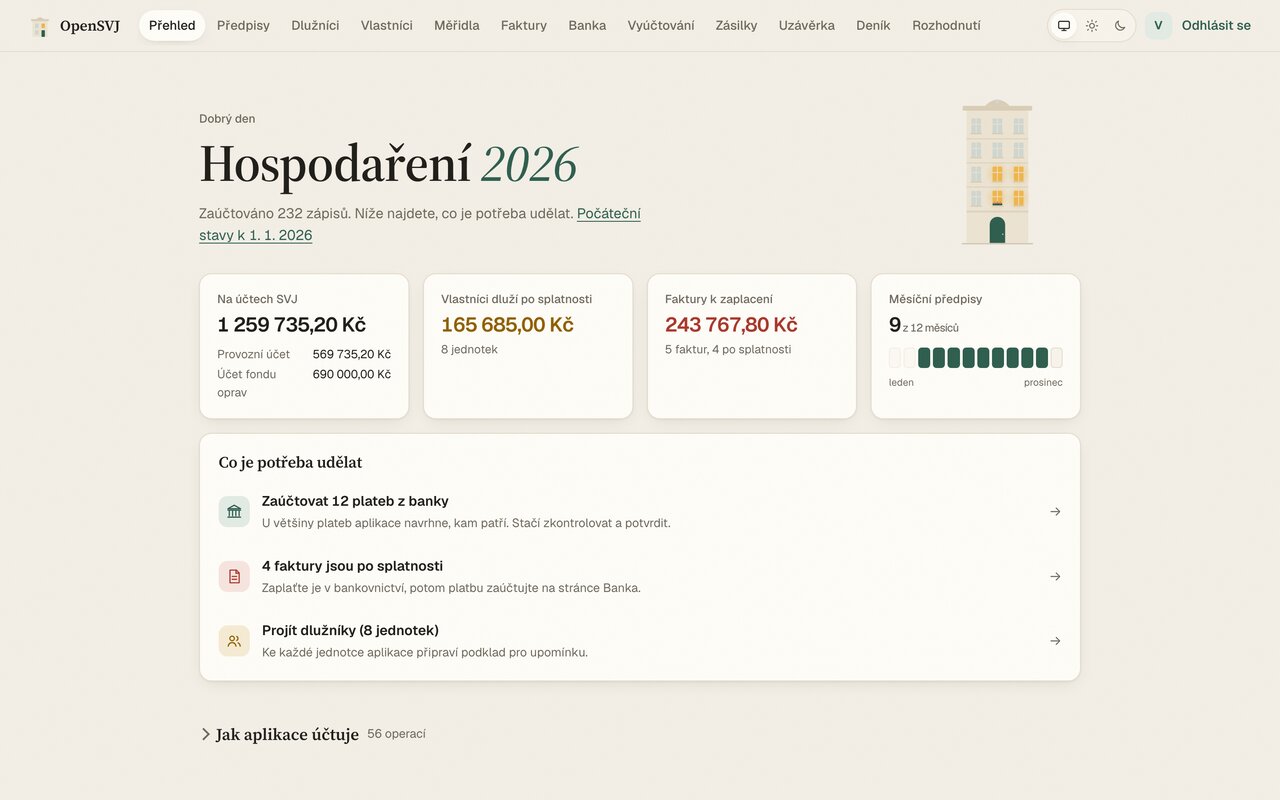 OpenSVJ
Přehled Předpisy Dlužníci Vlastníci Měřidla Faktury Banka Vyúčtování Zásilky Uzávěrka Deník Rozhodnutí
V Odhlásit se
Dobrý den
Hospodaření 2026
Zaúčtováno 232 zápisů. Níže najdete, co je potřeba udělat. Počáteční
stavy k 1. 1. 2026
Na účtech SVJ
1 259 735,20 Kč
Provozní účet 569 735,20 Kč
Účet fondu 690 000,00 Kč
oprav
Vlastníci dluží po splatnosti
165 685,00 Kč
8 jednotek
Faktury k zaplacení
243 767,80 Kč
5 faktur, 4 po splatnosti
Měsíční předpisy
9 z 12 měsíců
leden prosinec
Co je potřeba udělat
Zaúčtovat 12 plateb z banky
U většiny plateb aplikace navrhne, kam patří. Stačí zkontrolovat a potvrdit.
4 faktury jsou po splatnosti
Zaplaťte je v bankovnictví, potom platbu zaúčtujte na stránce Banka.
Projít dlužníky (8 jednotek)
Ke každé jednotce aplikace připraví podklad pro upomínku.
Jak aplikace účtuje 56 operací